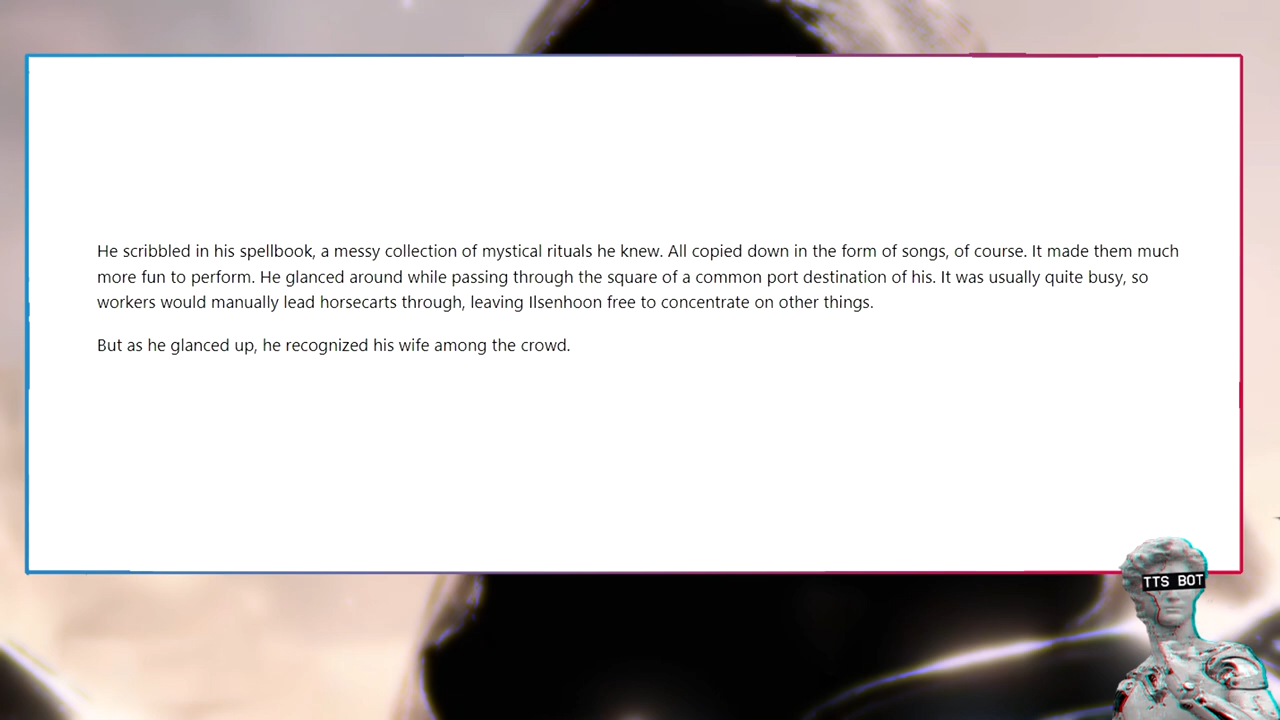 He scribbled in his spellbook, a messy collection of mystical rituals he knew. All copied down in the form of songs, of course. It made them much
more fun to perform. He glanced around while passing through the square of a common port destination of his. It was usually quite busy, so
workers would manually lead horsecarts through, leaving Ilsenhoon free to concentrate on other things.
But as he glanced up, he recognized his wife among the crowd.
TTS BOT